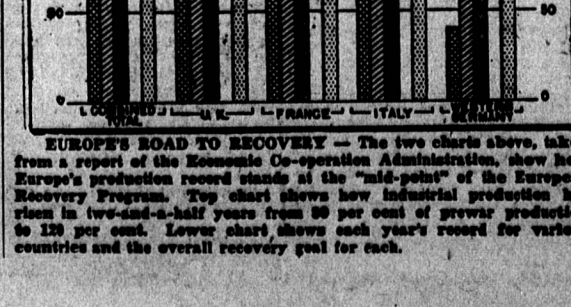 50 50
0 0
COMBINED TOTAL U K FRANCE ITALY WESTERN GERMANY
EUROPE'S ROAD TO RECOVERY — The two charts above, tak
from a report of the Economic Co-operation Administration, show ho
Europe's production record stands at the "mid-point" of the Europe
Recovery Program. Top chart shows how industrial production h
risen in two-and-a-half years from 80 per cent of prewar producti
to 120 per cent. Lower chart shows each year's record for vario
countries and the overall recovery goal for each.